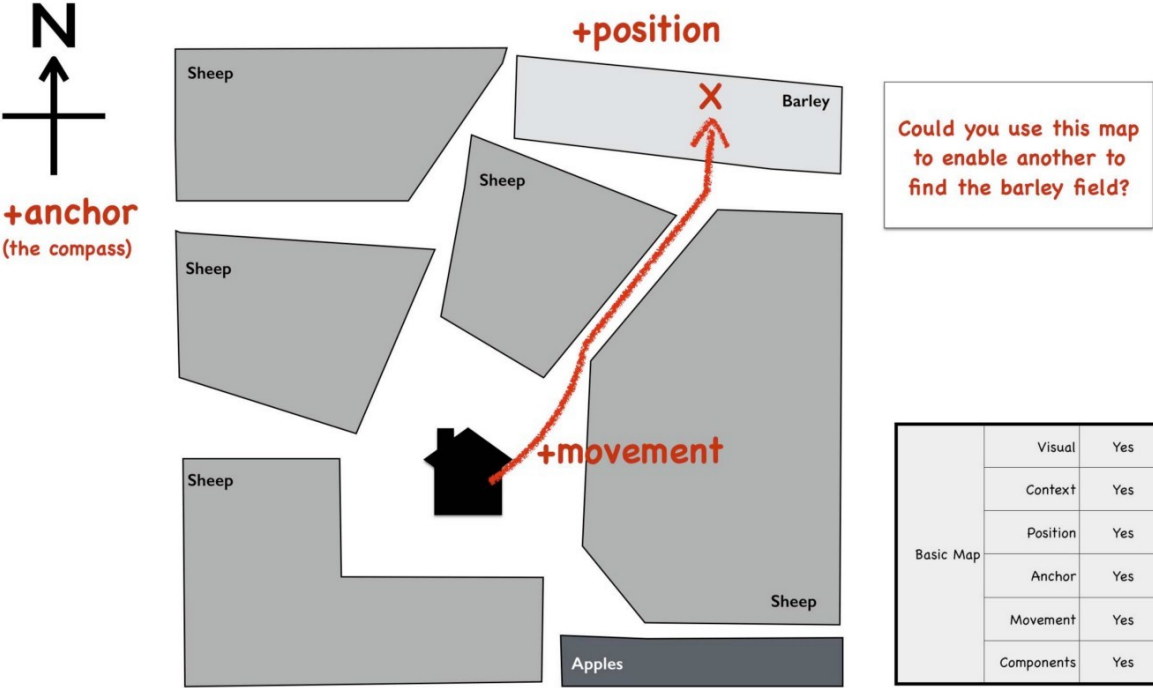 N
+position
Sheep
Barley
X
Could you use this map
to enable another to
find the barley field?
Sheep
+anchor
(the compass)
Sheep
+movement
Sheep
Sheep
Apples
Basic Map
Visual Yes
Context Yes
Position Yes
Anchor Yes
Movement Yes
Components Yes